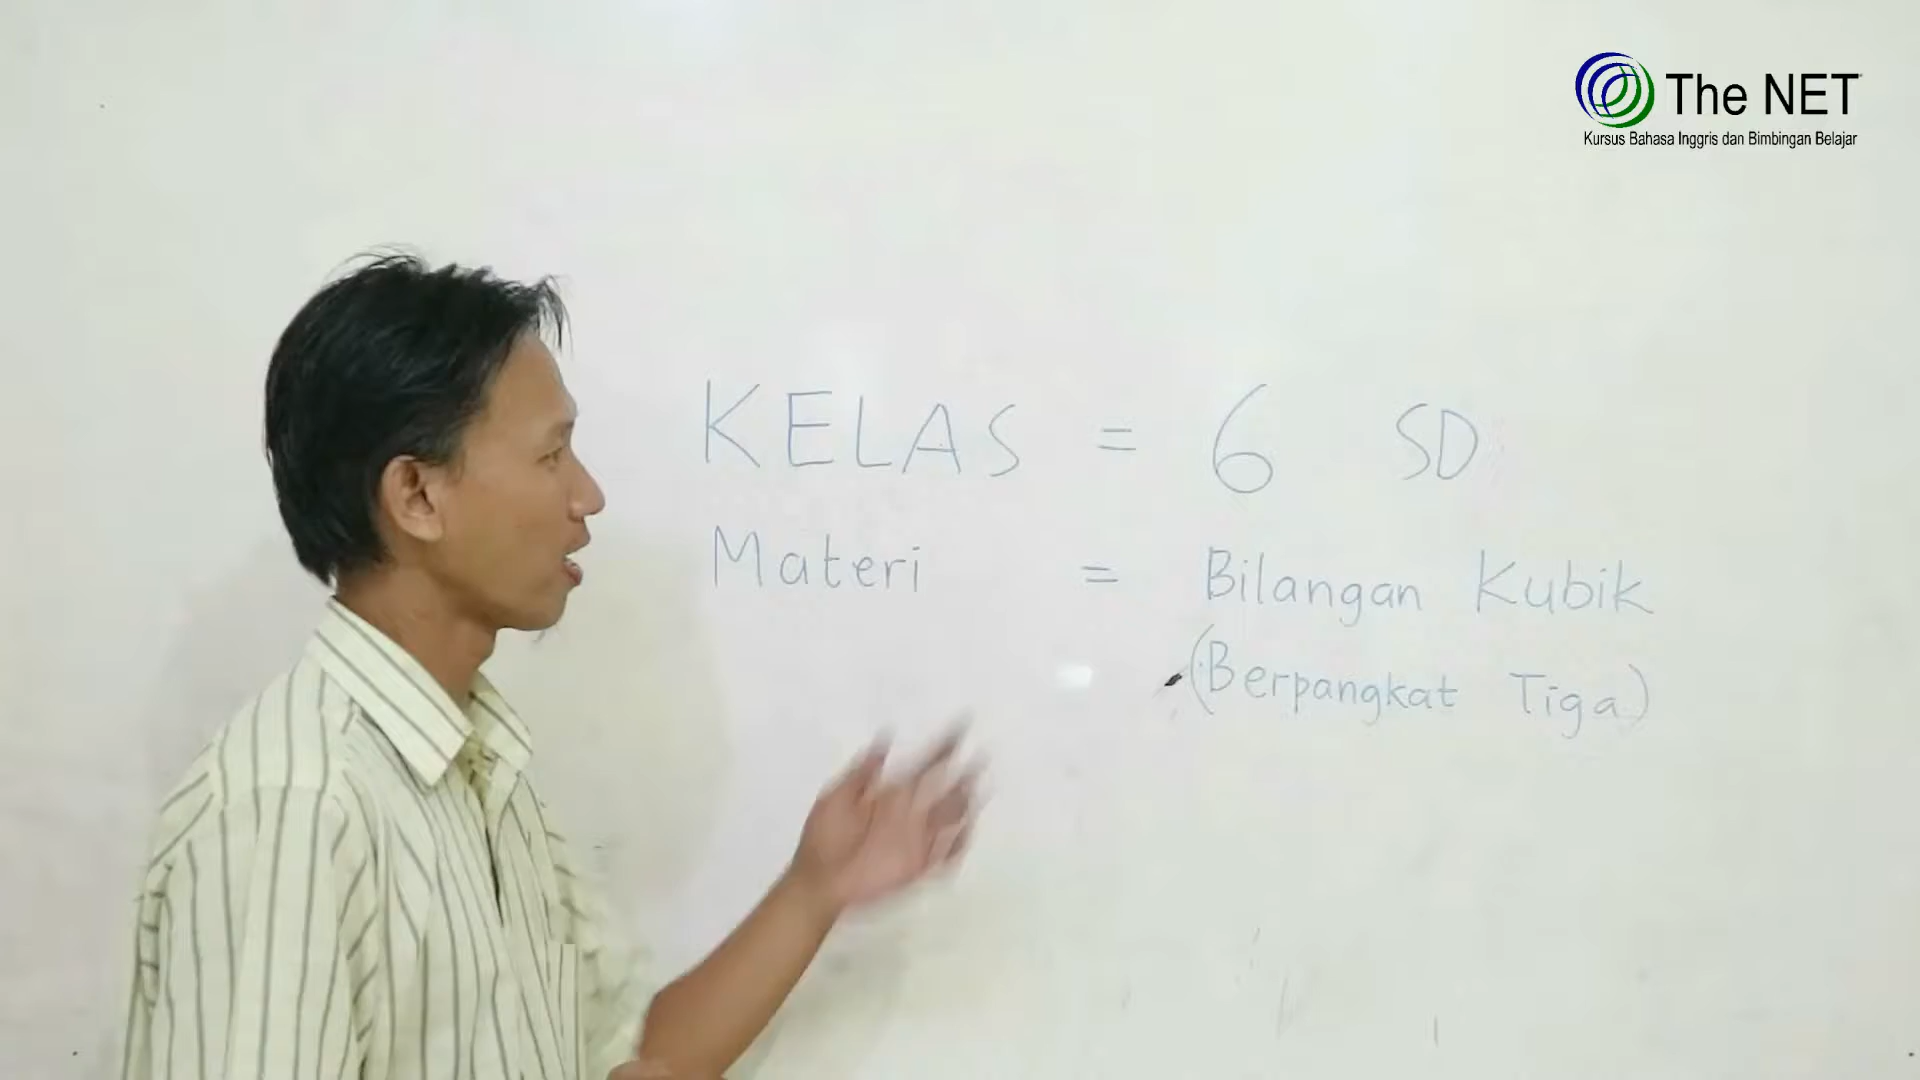 The NET
Kursus Bahasa Inggris dan Bimbingan Belajar
KELAS = 6 SD
Materi = Bilangan Kubik
(Berpangkat Tiga)